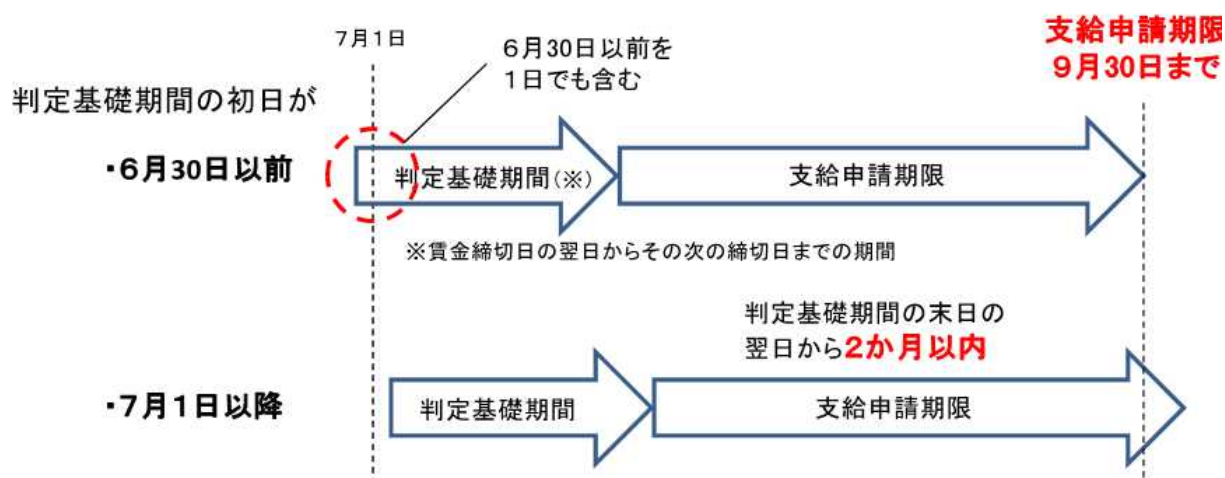 ７月１日
６月30日以前を
１日でも含む
支給申請期限
９月30日まで
判定基礎期間の初日が
・６月30日以前
判定基礎期間(※)
支給申請期限
※賃金締切日の翌日からその次の締切日までの期間
判定基礎期間の末日の
翌日から2か月以内
・７月１日以降
判定基礎期間
支給申請期限